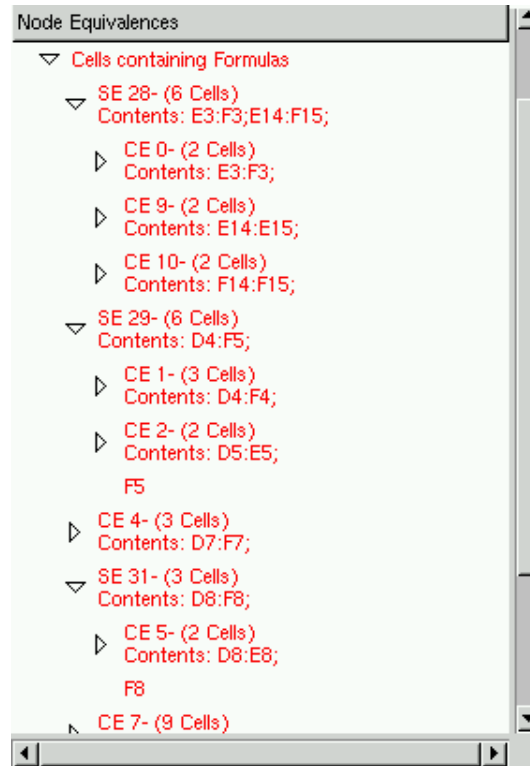 Node Equivalences
Cells containing Formulas
SE 28- (6 Cells)
Contents: E3:F3;E14:F15;
CE 0- (2 Cells)
Contents: E3:F3;
CE 9- (2 Cells)
Contents: E14:E15;
CE 10- (2 Cells)
Contents: F14:F15;
SE 29- (6 Cells)
Contents: D4:F5;
CE 1- (3 Cells)
Contents: D4:F4;
CE 2- (2 Cells)
Contents: D5:E5;
F5
CE 4- (3 Cells)
Contents: D7:F7;
SE 31- (3 Cells)
Contents: D8:F8;
CE 5- (2 Cells)
Contents: D8:E8;
F8
CE 7- (9 Cells)